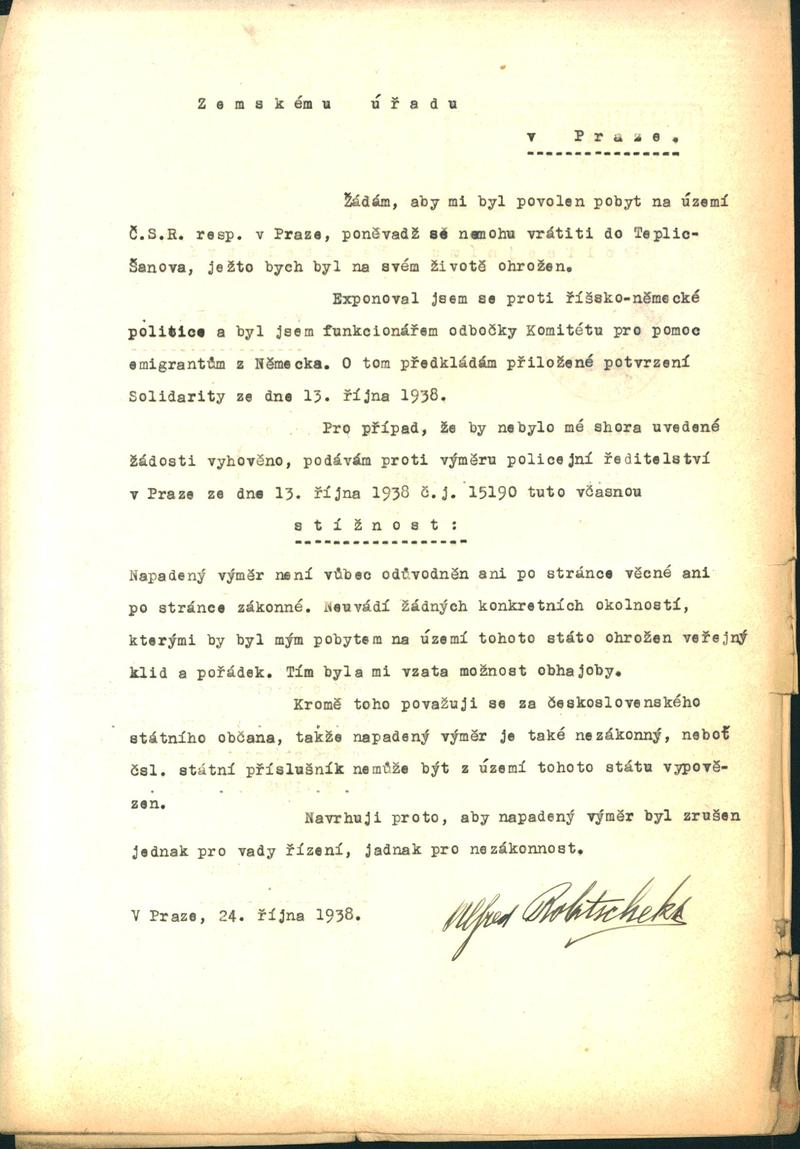 Zemskému úřadu
v Praze.
Žádám, aby mi byl povolen pobyt na území
Č.S.R. resp. v Praze, poněvadž se nemohu vrátiti do Teplic-
Šanova, ježto bych byl na svém životě ohrožen.
Exponoval jsem se proti říšsko-německé
politice a byl jsem funkcionářem odbočky Komitétu pro pomoc
emigrantům z Německa. O tom předkládám přiložené potvrzení
Solidarity ze dne 13. října 1938.
Pro případ, že by nebylo mé shora uvedené
žádosti vyhověno, podávám proti výměru policejní ředitelství
v Praze ze dne 13. října 1938 č.j. 15190 tuto včasnou
stížnost:
Napadený výměr není vůbec odůvodněn ani po stránce věcné ani
po stránce zákonné. Neuvádí žádných konkretních okolností,
kterými by byl mým pobytem na území tohoto státo ohrožen veřejný
klid a pořádek. Tím byla mi vzata možnost obhajoby.
Kromě toho považuji se za československého
státního občana, takže napadený výměr je také nezákonný, neboť
čsl. státní příslušník nemůže být z území tohoto státu vypově-
zen.
Navrhuji proto, aby napadený výměr byl zrušen
jednak pro vady řízení, jadnak pro nezákonnost.
V Praze, 24. října 1938.
Alfred Robitschek